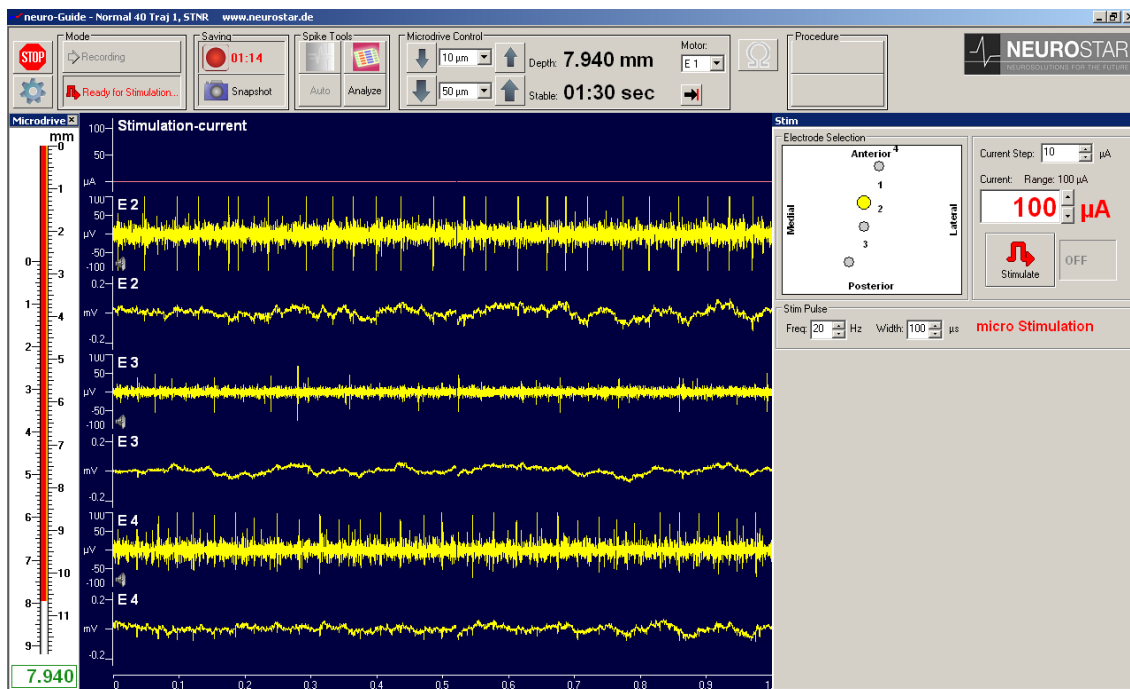 neuro-Guide - Normal 40 Traj 1, STNR www.neurostar.de
Mode
STOP
Recording
Ready for Stimulation...
Saving
01:14
Snapshot
Spike Tools
Auto
Analyze
Microdrive Control
10 µm
50 µm
Depth: 7.940 mm
Stable: 01:30 sec
Motor:
E 1
Ω
Procedure
NEUROSTAR
NEUROSOLUTIONS FOR THE FUTURE
Microdrive
mm
0
1
2
0
3
1
4
2
5
3
6
4
7
5
8
6
9
7
10
8
11
9
7.940
Stimulation-current
100
50
µA
E 2
100
50
µV
-50
-100
E 2
0.2
mV
-0.2
E 3
100
µV
-50
-100
E 3
0.2
mV
-0.2
E 4
100
50
µV
-50
-100
E 4
0.2
mV
-0.2
0 0.1 0.2 0.3 0.4 0.5 0.6 0.7 0.8 0.9 1
Stim
Electrode Selection
Anterior 4
1
2
3
Medial
Lateral
Posterior
Current Step: 10 µA
Current: Range: 100 µA
100 µA
Stimulate
OFF
Stim Pulse
Freq: 20 Hz Width: 100 µs micro Stimulation